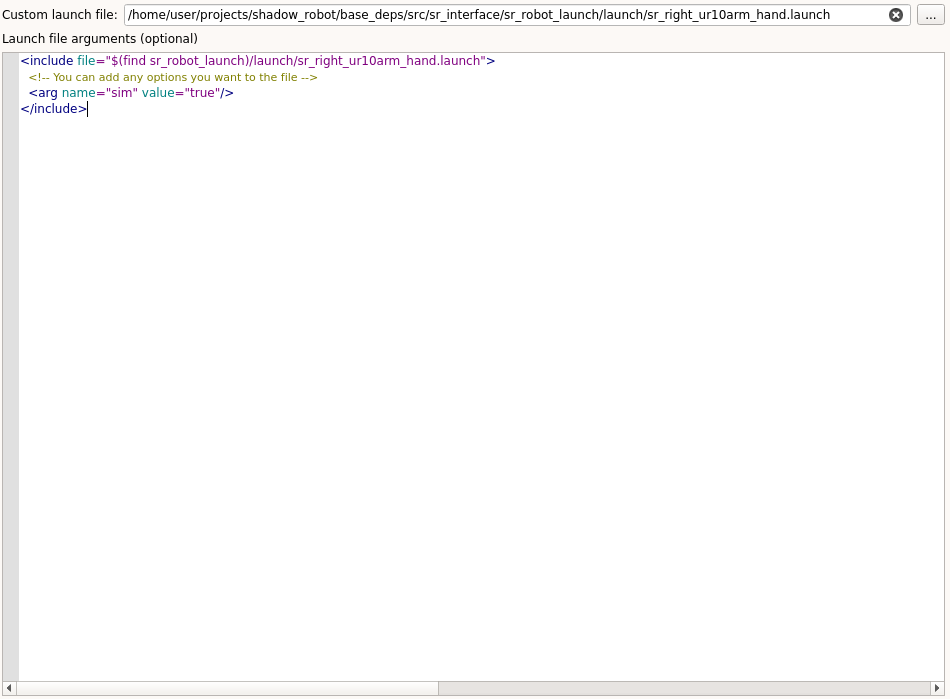 Custom launch file: /home/user/projects/shadow_robot/base_deps/src/sr_interface/sr_robot_launch/launch/sr_right_ur10arm_hand.launch ...
Launch file arguments (optional)
<include file="$(find sr_robot_launch)/launch/sr_right_ur10arm_hand.launch">
<!-- You can add any options you want to the file -->
<arg name="sim" value="true"/>
</include>